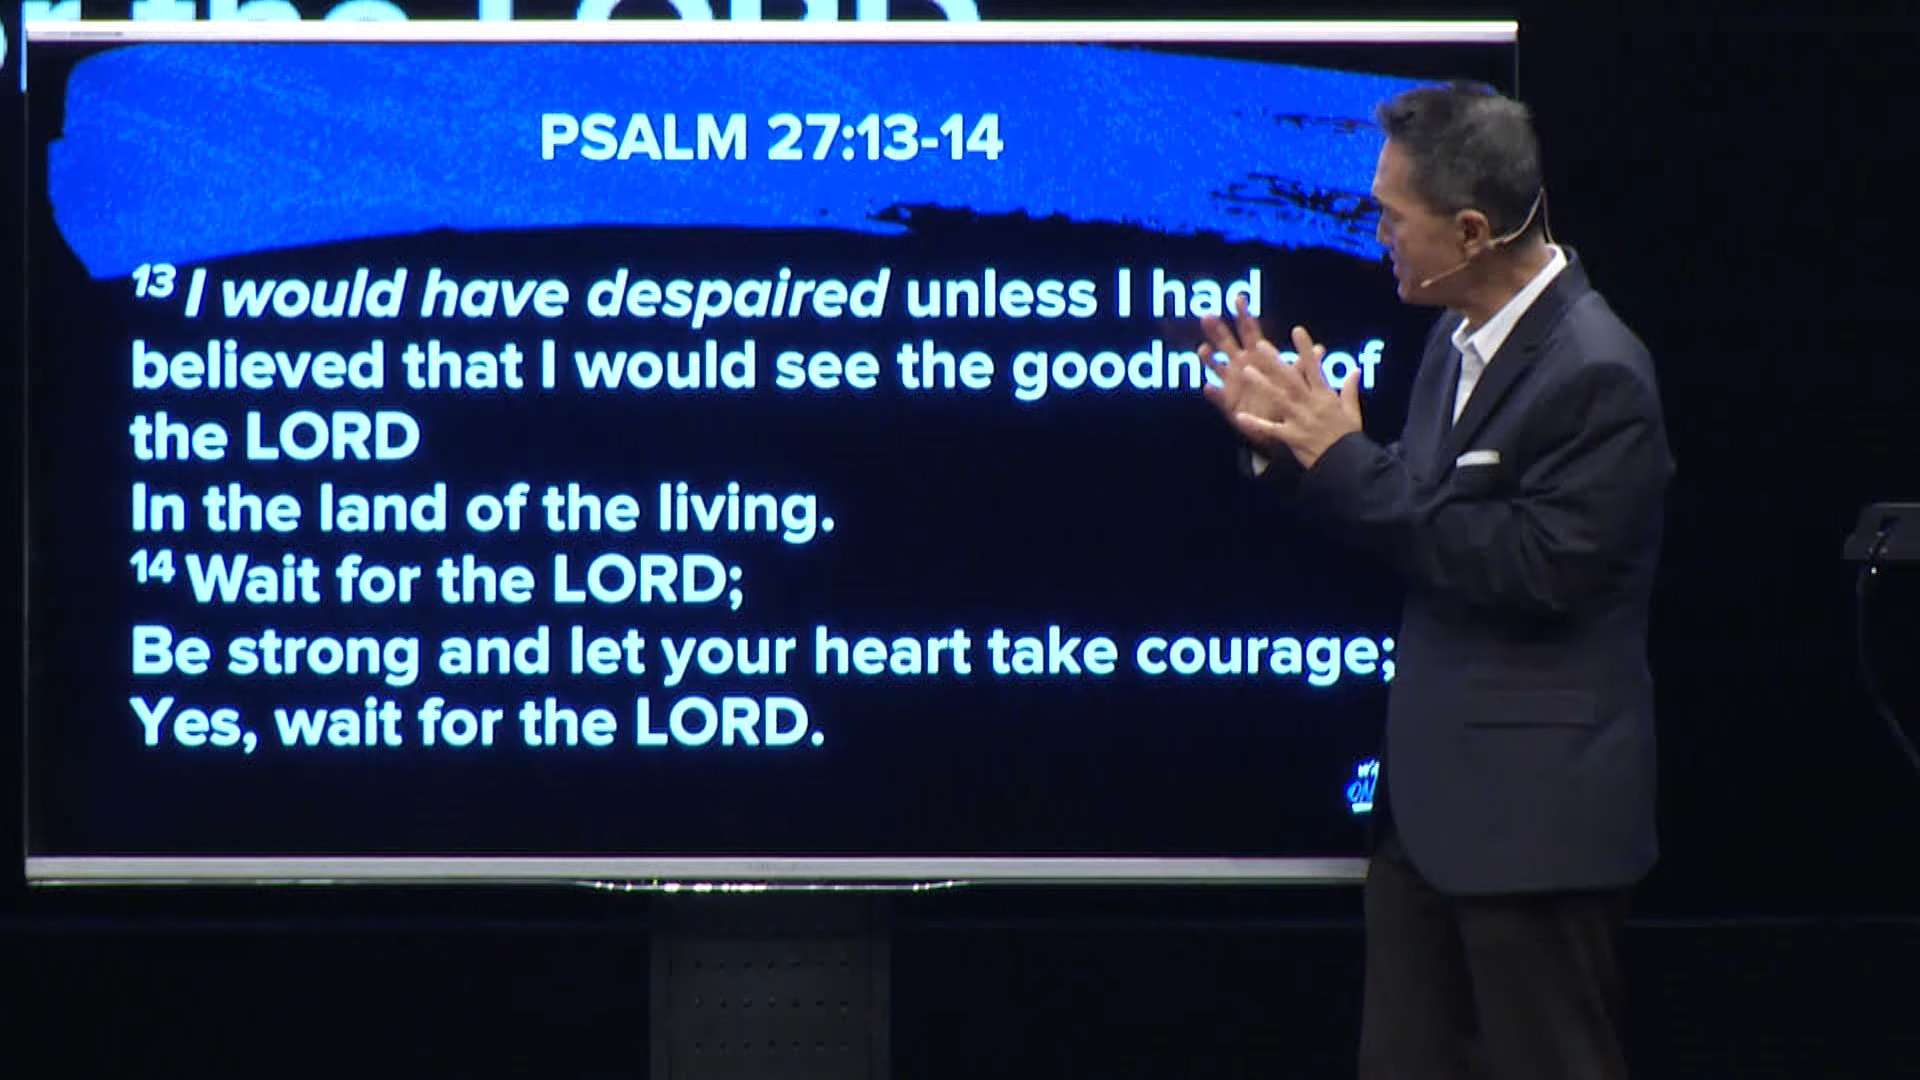 the LORD
PSALM 27:13-14
13 I would have despaired unless I had
believed that I would see the of
the LORD
In the land of the living.
14 Wait for the LORD;
Be strong and let your heart take courage;
Yes, wait for the LORD.